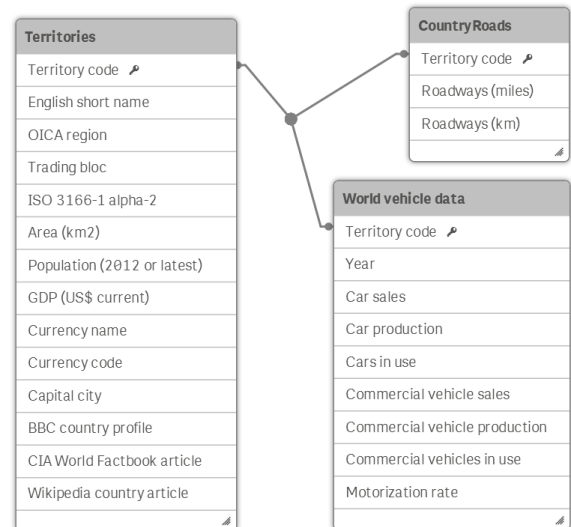 Territories
Territory code
English short name
OICA region
Trading bloc
ISO 3166-1 alpha-2
Area (km2)
Population (2012 or latest)
GDP (US$ current)
Currency name
Currency code
Capital city
BBC country profile
CIA World Factbook article
Wikipedia country article
CountryRoads
Territory code
Roadways (miles)
Roadways (km)
World vehicle data
Territory code
Year
Car sales
Car production
Cars in use
Commercial vehicle sales
Commercial vehicle production
Commercial vehicles in use
Motorization rate